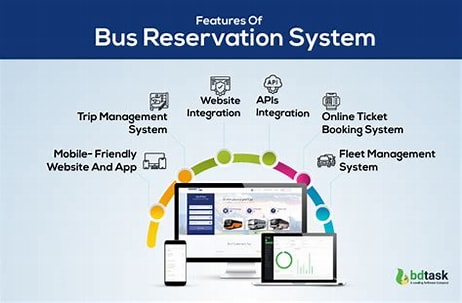 Features Of
Bus Reservation System
Trip Management
System
Website
Integration
API
APIs
Integration
Online Ticket
Booking System
Mobile- Friendly
Website And App
Fleet Management
System
bdtask
A Leading Software Company